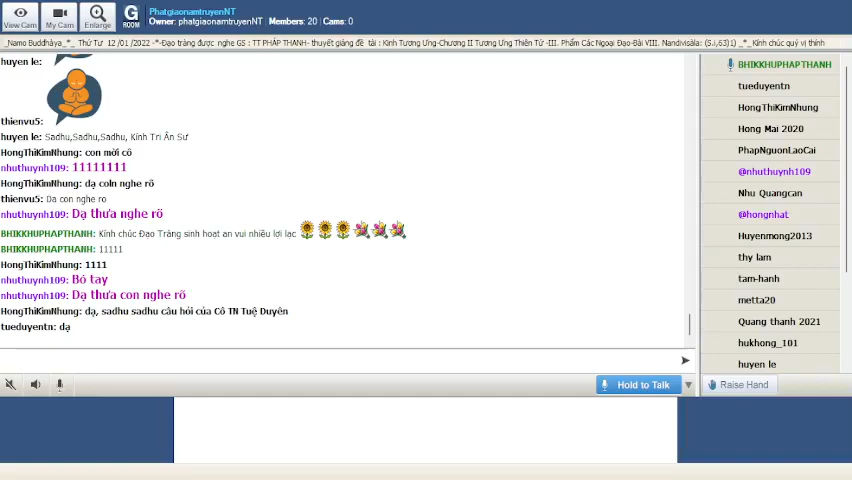 View Cam
My Cam
Enlarge
G
ROOM
PhatgiaonamtruyenNT
Owner: phatgiaonamtruyenNT Members: 20 Cams: 0
_Namo Buddhàya_*_ Thứ Tư 12 /01 /2022 -*-Đạo tràng được nghe GS : TT PHÁP THANH- thuyết giảng đề tài : Kinh Tương Ưng-Chương II Tương Ưng Thiên Tử -III. Phẩm Các Ngoại Đạo-Bài VIII. Nandivisàla: (S.i,63)1) _*_Kính chúc quý vị thính
huyen le:
thienvu5:
huyen le: Sadhu,Sadhu,Sadhu, Kính Tri Ân Sư
HongThiKimNhung: con mời cô
nhuthuynh109: 11111111
HongThiKimNhung: dạ coln nghe rõ
thienvu5: Da con nghe ro
nhuthuynh109: Dạ thưa nghe rõ
BHIKKHUPHAPTHANH: Kính chúc Đạo Tràng sinh hoạt an vui nhiều lợi lạc
BHIKKHUPHAPTHANH: 11111
HongThiKimNhung: 1111
nhuthuynh109: Bó tay
nhuthuynh109: Dạ thưa con nghe rõ
HongThiKimNhung: dạ, sadhu sadhu câu hỏi của Cô TN Tuệ Duyên
tueduyentn: dạ
Hold to Talk
BHIKKHUPHAPTHANH
tueduyentn
HongThiKimNhung
Hong Mai 2020
PhapNguonLaoCai
@nhuthuynh109
Nhu Quangcan
@hongnhat
Huyenmong2013
thy lam
tam-hanh
metta20
Quang thanh 2021
hukhong_101
huyen le
Raise Hand